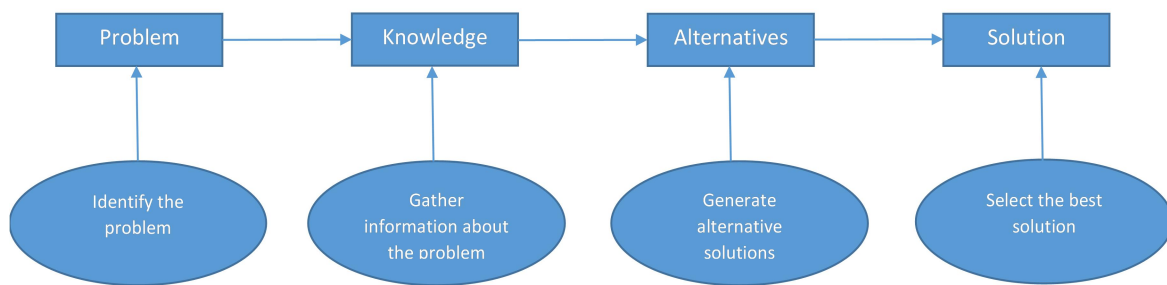 Problem
Knowledge
Alternatives
Solution
Identify the
problem
Gather
information about
the problem
Generate
alternative
solutions
Select the best
solution